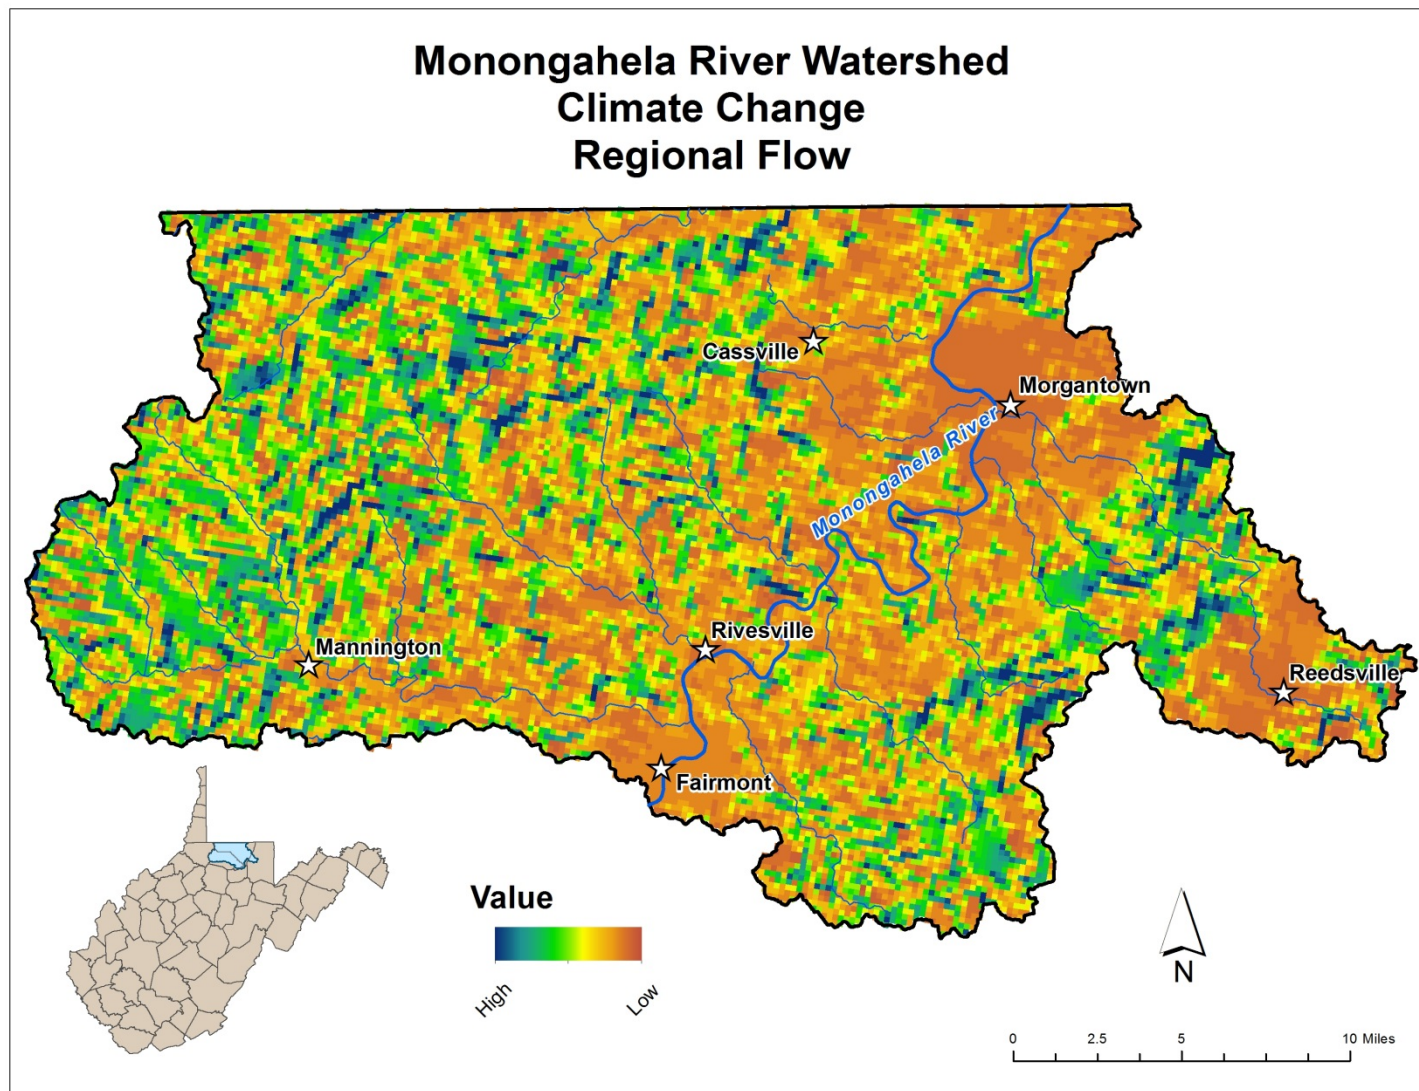 Monongahela River Watershed
Climate Change
Regional Flow
Cassville
Morgantown
Monongahela River
Rivesville
Mannington
Reedsville
Fairmont
Value
High
Low
N
0 2.5 5 10 Miles